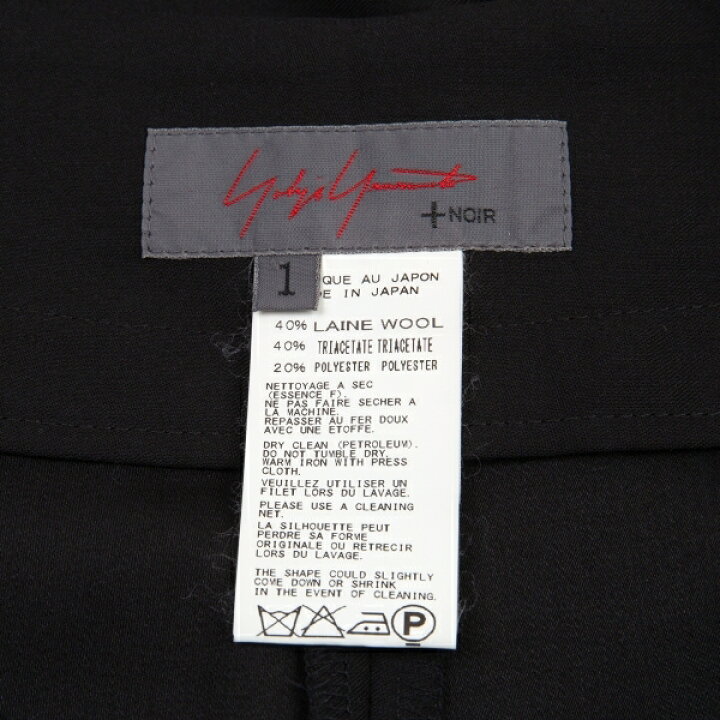 Yohji Yamamoto
+NOIR
1
QUE AU JAPON
E IN JAPAN
40% LAINE WOOL
40% TRIACETATE TRIACETATE
20% POLYESTER POLYESTER
NETTOYAGE A SEC
(ESSENCE F).
NE PAS FAIRE SECHER A
LA MACHINE.
REPASSER AU FER DOUX
AVEC UNE ETOFFE.
DRY CLEAN (PETROLEUM).
DO NOT TUMBLE DRY.
WARM IRON WITH PRESS
CLOTH.
VEUILLEZ UTILISER UN
FILET LORS DU LAVAGE.
PLEASE USE A CLEANING
NET.
LA SILHOUETTE PEUT
PERDRE SA FORME
ORIGINALE OU RETRECIR
LORS DU LAVAGE.
THE SHAPE COULD SLIGHTLY
COME DOWN OR SHRINK
IN THE EVENT OF CLEANING.
P